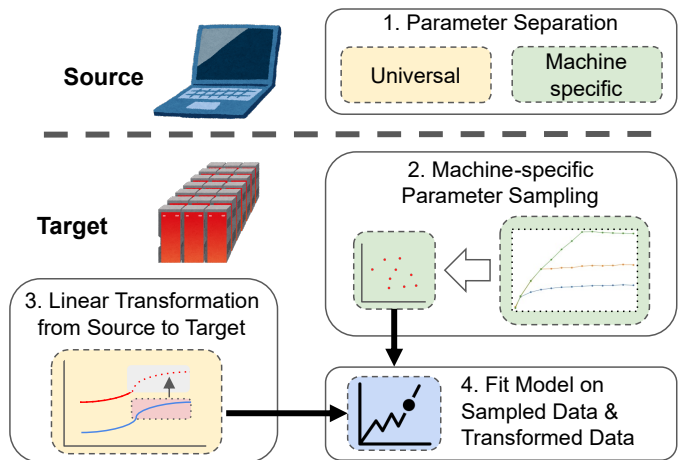 1. Parameter Separation
Source
Universal
Machine
specific
2. Machine-specific
Parameter Sampling
Target
3. Linear Transformation
from Source to Target
4. Fit Model on
Sampled Data &
Transformed Data